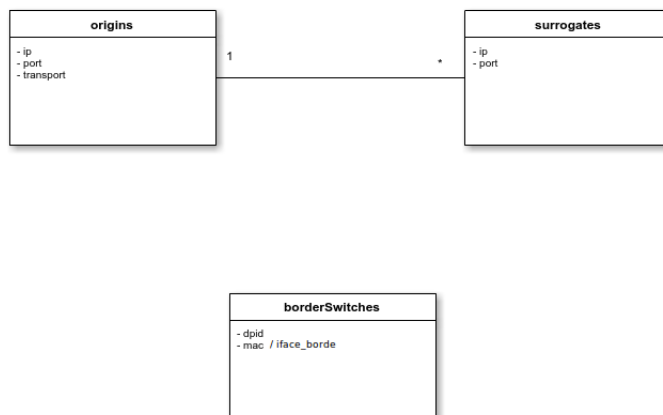 origins
- ip
- port
- transport
1
*
surrogates
- ip
- port
borderSwitches
- dpid
- mac / iface_borde